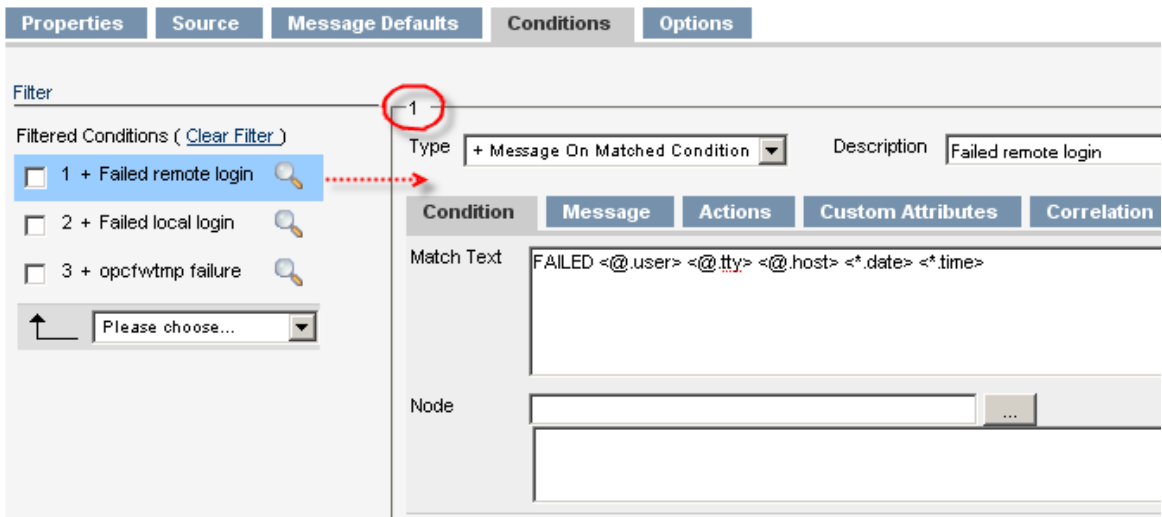 Properties Source Message Defaults Conditions Options
Filter
Filtered Conditions ( Clear Filter )
1 + Failed remote login
2 + Failed local login
3 + opcfwtmp failure
Please choose...
1
Type + Message On Matched Condition Description Failed remote login
Condition Message Actions Custom Attributes Correlation
Match Text FAILED <@.user> <@.tty> <@.host> <*.date> <*.time>
Node ...